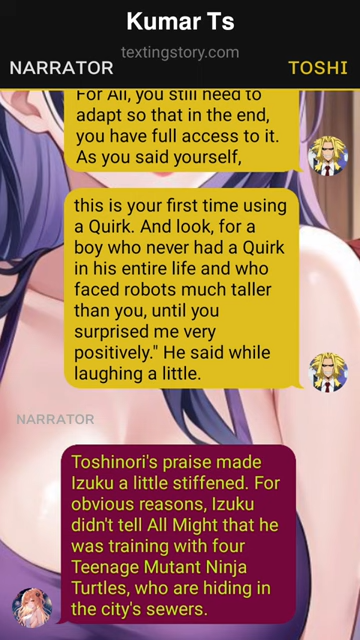 Kumar Ts
textingstory.com
NARRATOR
TOSHI
For All, you still need to
adapt so that in the end,
you have full access to it.
As you said yourself,
this is your first time using
a Quirk. And look, for a
boy who never had a Quirk
in his entire life and who
faced robots much taller
than you, until you
surprised me very
positively." He said while
laughing a little.
NARRATOR
Toshinori's praise made
Izuku a little stiffened. For
obvious reasons, Izuku
didn't tell All Might that he
was training with four
Teenage Mutant Ninja
Turtles, who are hiding in
the city's sewers.